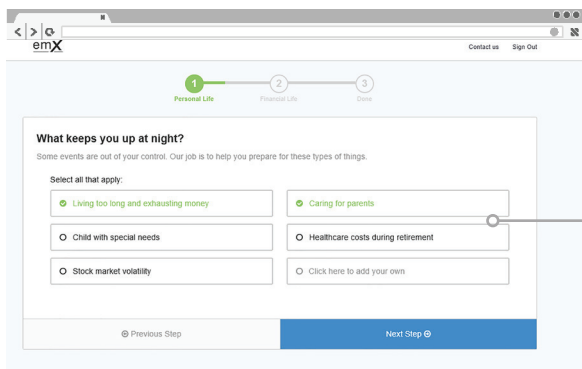 emX
Contact us Sign Out
1 2 3
Personal Life Financial Life Done
What keeps you up at night?
Some events are out of your control. Our job is to help you prepare for these types of things.
Select all that apply:
Living too long and exhausting money
Caring for parents
Child with special needs
Healthcare costs during retirement
Stock market volatility
Click here to add your own
Previous Step
Next Step